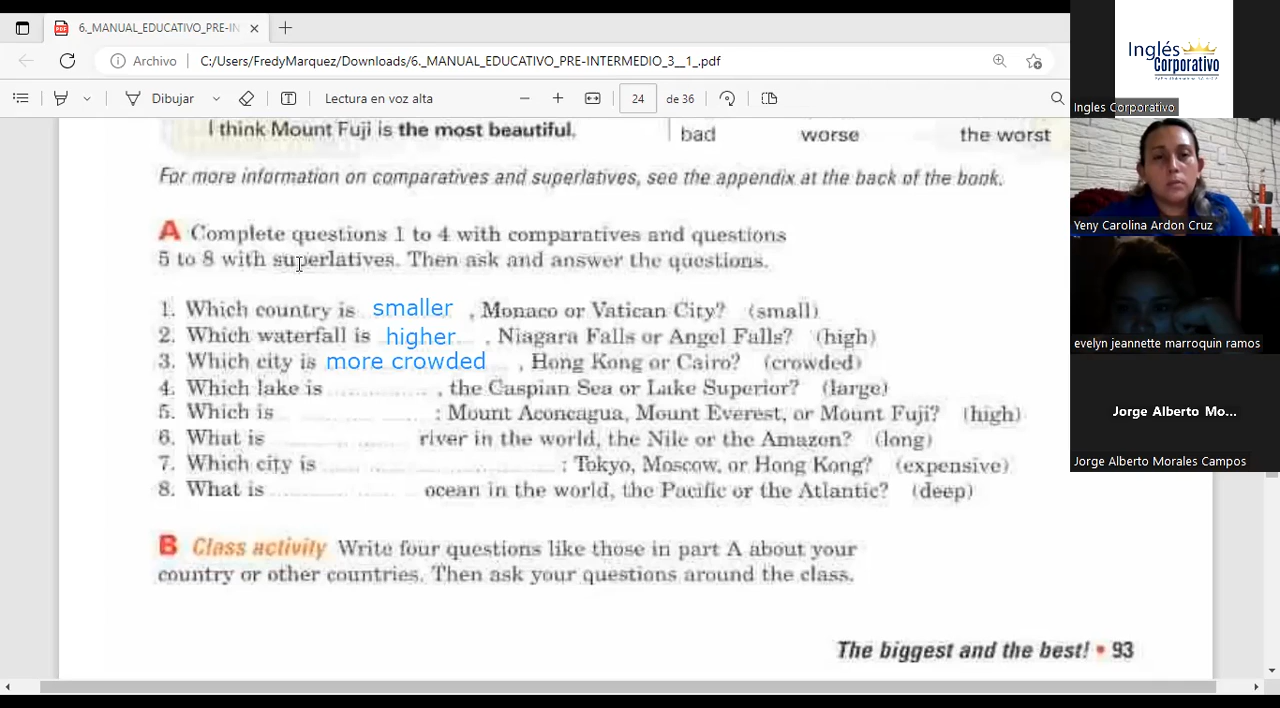 6._MANUAL_EDUCATIVO_PRE-IN
Archivo C:/Users/FredyMarquez/Downloads/6._MANUAL_EDUCATIVO_PRE-INTERMEDIO_3__1_.pdf
Dibujar Lectura en voz alta 24 de 36
I think Mount Fuji is the most beautiful.
bad worse the worst
For more information on comparatives and superlatives, see the appendix at the back of the book.
A Complete questions 1 to 4 with comparatives and questions
5 to 8 with superlatives. Then ask and answer the questions.
1. Which country is smaller , Monaco or Vatican City? (small)
2. Which waterfall is higher , Niagara Falls or Angel Falls? (high)
3. Which city is more crowded , Hong Kong or Cairo? (crowded)
4. Which lake is ............ , the Caspian Sea or Lake Superior? (large)
5. Which is ............ : Mount Aconcagua, Mount Everest, or Mount Fuji? (high)
6. What is ............ river in the world, the Nile or the Amazon? (long)
7. Which city is ............ : Tokyo, Moscow, or Hong Kong? (expensive)
8. What is ............ ocean in the world, the Pacific or the Atlantic? (deep)
B Class activity Write four questions like those in part A about your
country or other countries. Then ask your questions around the class.
The biggest and the best! • 93
Inglés
Corporativo
Ingles Corporativo
Yeny Carolina Ardon Cruz
evelyn jeannette marroquin ramos
Jorge Alberto Mo...
Jorge Alberto Morales Campos